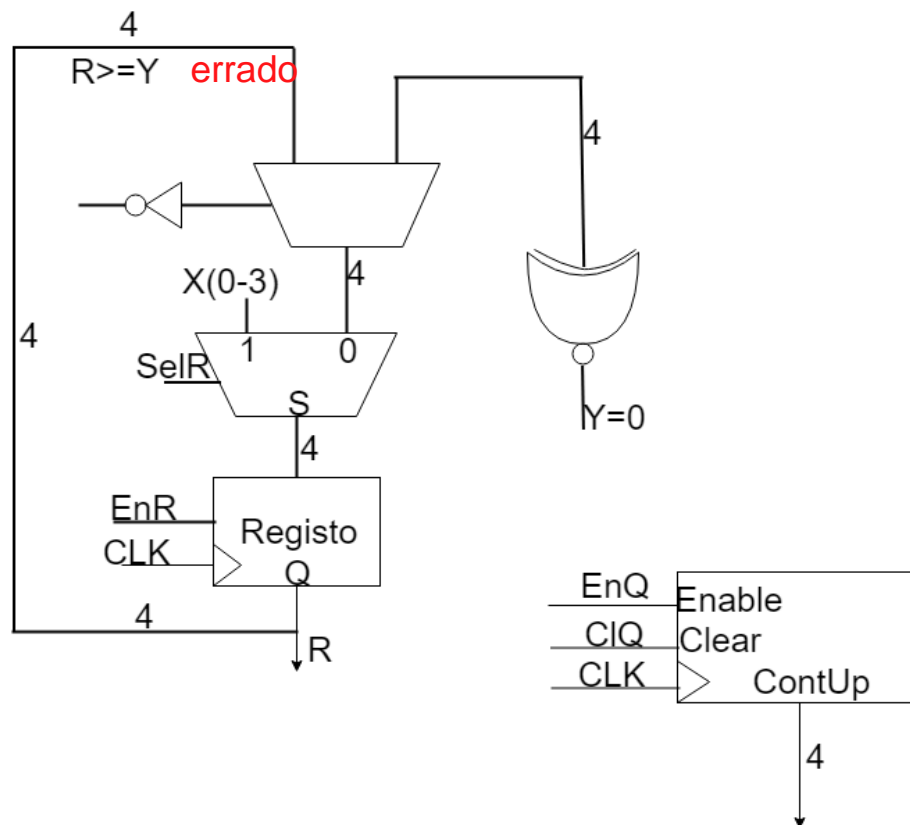 4
R>=Y errado
4
4
X(0-3)
4
1 0
SelR
S
Y=0
4
EnR
Registo
CLK
Q
EnQ
Enable
4
R
ClQ
Clear
CLK
ContUp
4